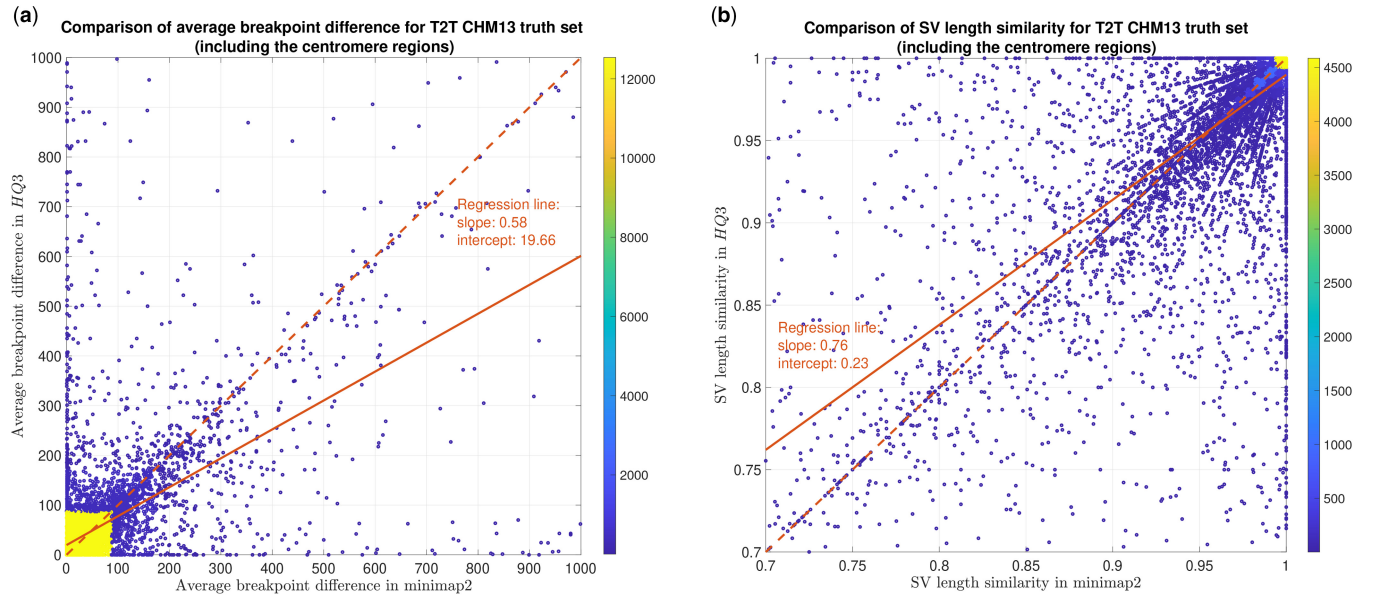 (a)
Comparison of average breakpoint difference for T2T CHM13 truth set
(including the centromere regions)
1000
900
800
700
600
500
400
300
200
100
0
Average breakpoint difference in HQ3
Regression line:
slope: 0.58
intercept: 19.66
0 100 200 300 400 500 600 700 800 900 1000
Average breakpoint difference in minimap2
12000
10000
8000
6000
4000
2000
(b)
Comparison of SV length similarity for T2T CHM13 truth set
(including the centromere regions)
1
0.95
0.9
0.85
0.8
0.75
0.7
SV length similarity in HQ3
Regression line:
slope: 0.76
intercept: 0.23
0.7 0.75 0.8 0.85 0.9 0.95 1
SV length similarity in minimap2
4500
4000
3500
3000
2500
2000
1500
1000
500